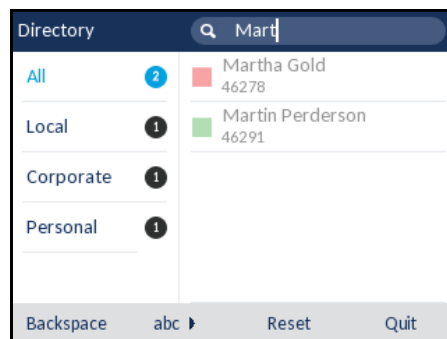 Directory
Mart
All 2
Local 1
Corporate 1
Personal 1
Martha Gold
46278
Martin Perderson
46291
Backspace abc Reset Quit